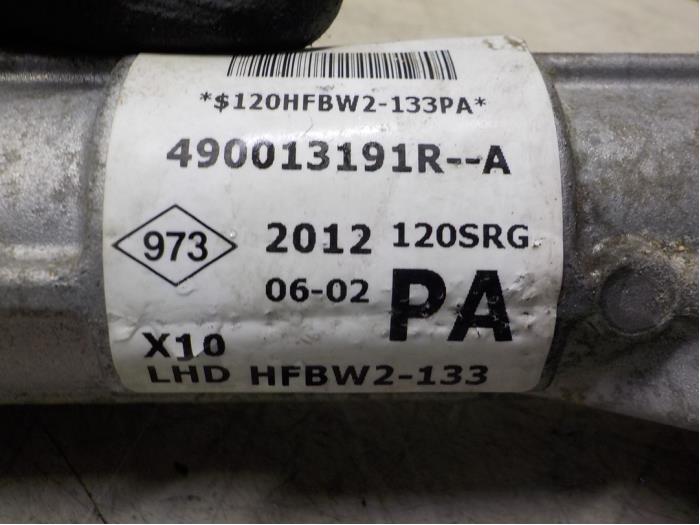 *$120HFBW2-133PA*
490013191R--A
973 2012 120SRG
06-02 PA
X10
LHD HFBW2-133